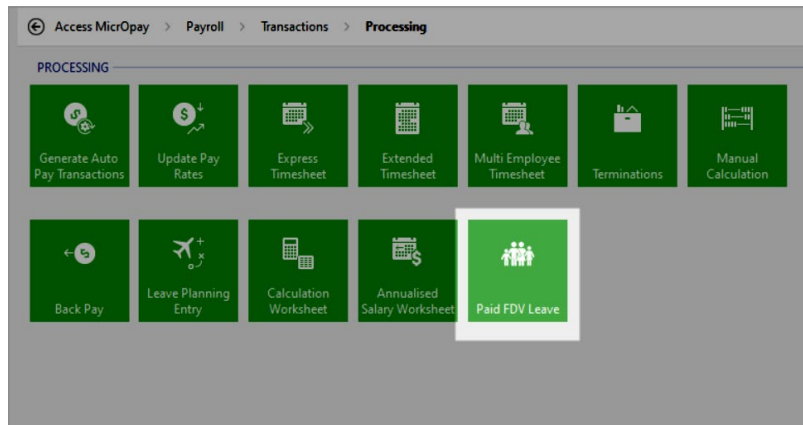 Access MicrOpay > Payroll > Transactions > Processing
PROCESSING
Generate Auto
Pay Transactions
Update Pay
Rates
Express
Timesheet
Extended
Timesheet
Multi Employee
Timesheet
Terminations
Manual
Calculation
Back Pay
Leave Planning
Entry
Calculation
Worksheet
Annualised
Salary Worksheet
Paid FDV Leave